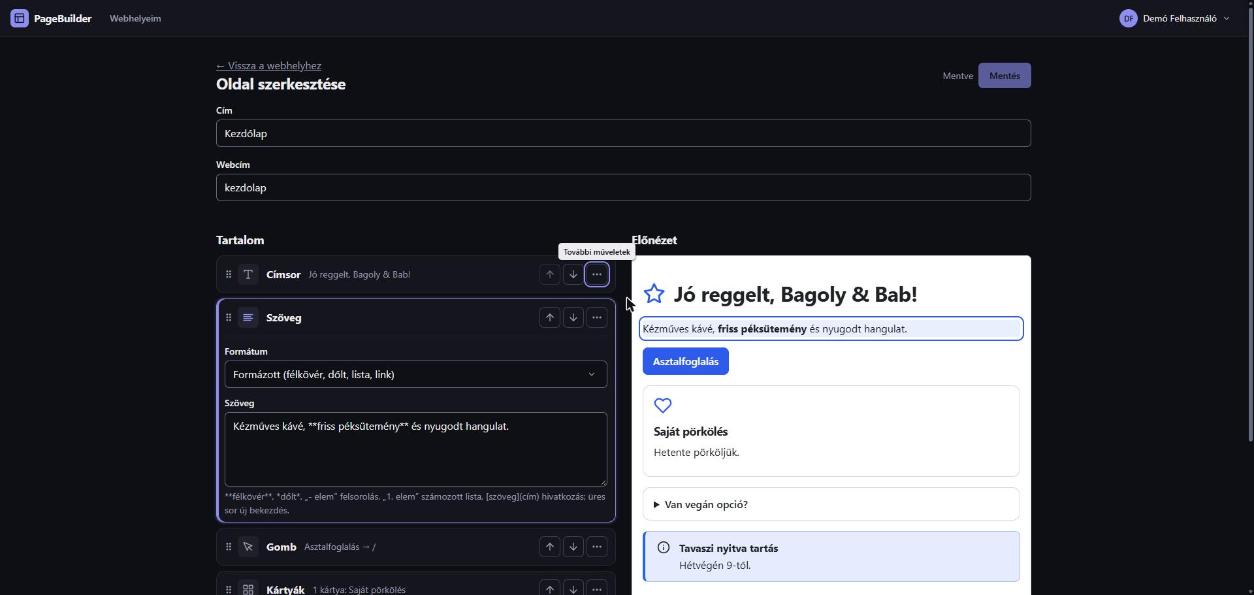 PageBuilder
Webhelyeim
DF
Demó Felhasználó
← Vissza a webhelyhez
Oldal szerkesztése
Mentve
Mentés
Cím
Kezdőlap
Webcím
kezdolap
Tartalom
További műveletek
Címsor
Jó reggelt, Bagoly & Bab!
Szöveg
Formátum
Formázott (félkövér, dőlt, lista, link)
Szöveg
Kézműves kávé, **friss péksütemény** és nyugodt hangulat.
**félkövér**, *dőlt*, „- elem” felsorolás, „1. elem” számozott lista, [szöveg](cím) hivatkozás; üres
sor új bekezdés.
Gomb
Asztalfoglalás → /
Kártyák
1 kártya: Saját pörkölés
Előnézet
Jó reggelt, Bagoly & Bab!
Kézműves kávé, friss péksütemény és nyugodt hangulat.
Asztalfoglalás
Saját pörkölés
Hetente pörköljük.
Van vegán opció?
Tavaszi nyitva tartás
Hétvégén 9-től.